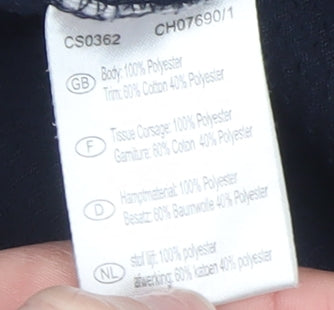 CS0362 CH07690/1
GB Body: 100% Polyester
Trim: 60% Cotton 40% Polyester
F Tissue Corsage: 100% Polyester
Garniture: 60% Coton 40% Polyester
D Hauptmaterial: 100% Polyester
Besatz: 60% Baumwolle 40% Polyester
NL stof lijf: 100% polyester
afwerking: 60% katoen 40% polyester